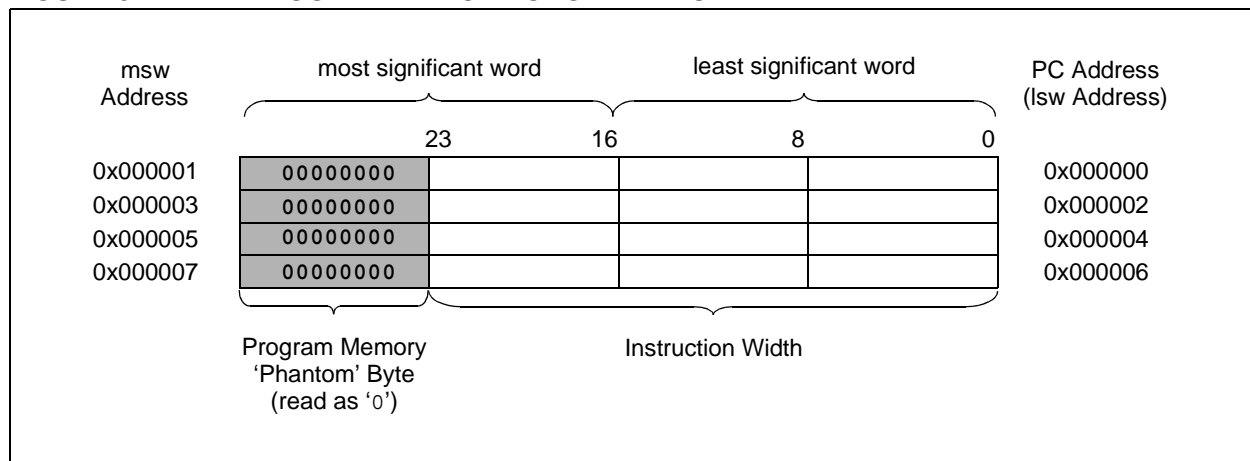 msw
Address
most significant word
least significant word
PC Address
(lsw Address)
23 16 8 0
0x000001 00000000 0x000000
0x000003 00000000 0x000002
0x000005 00000000 0x000004
0x000007 00000000 0x000006
Program Memory
‘Phantom’ Byte
(read as ‘0’)
Instruction Width